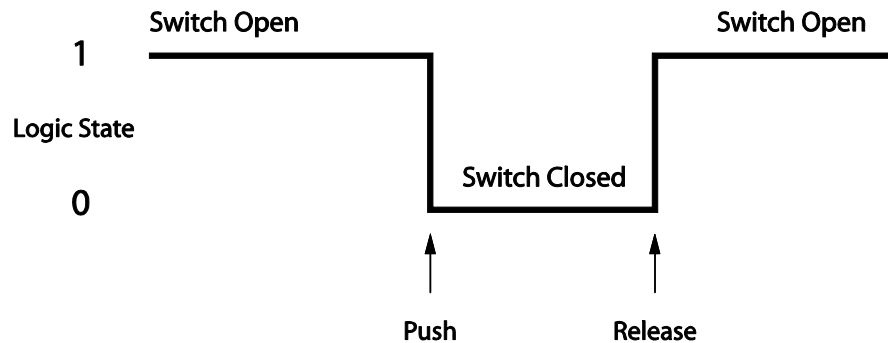 Switch Open
Switch Open
1
Logic State
Switch Closed
0
Push
Release